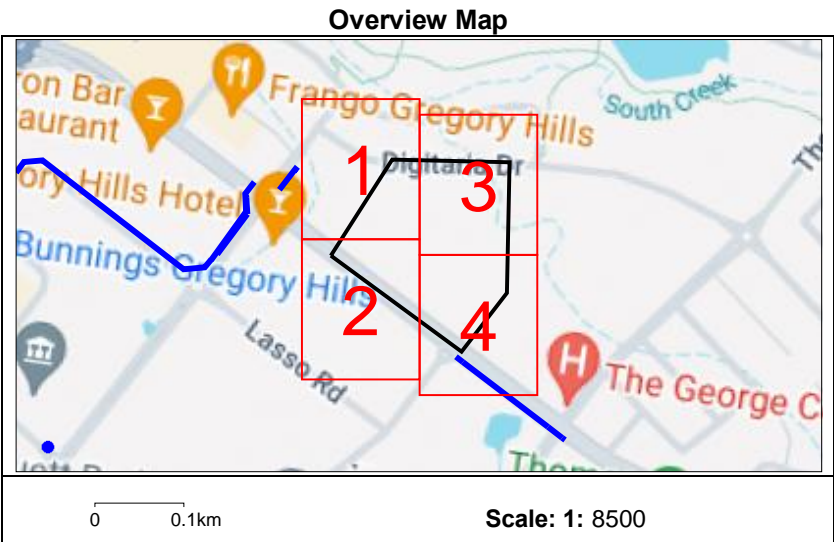 Overview Map
ron Bar
aurant
Frango Gregory Hills
South Creek
Digitaria Dr
1
3
ory Hills Hotel
Bunnings Gregory Hills
2
4
Lasso Rd
H
The George C
0 0.1km
Scale: 1: 8500